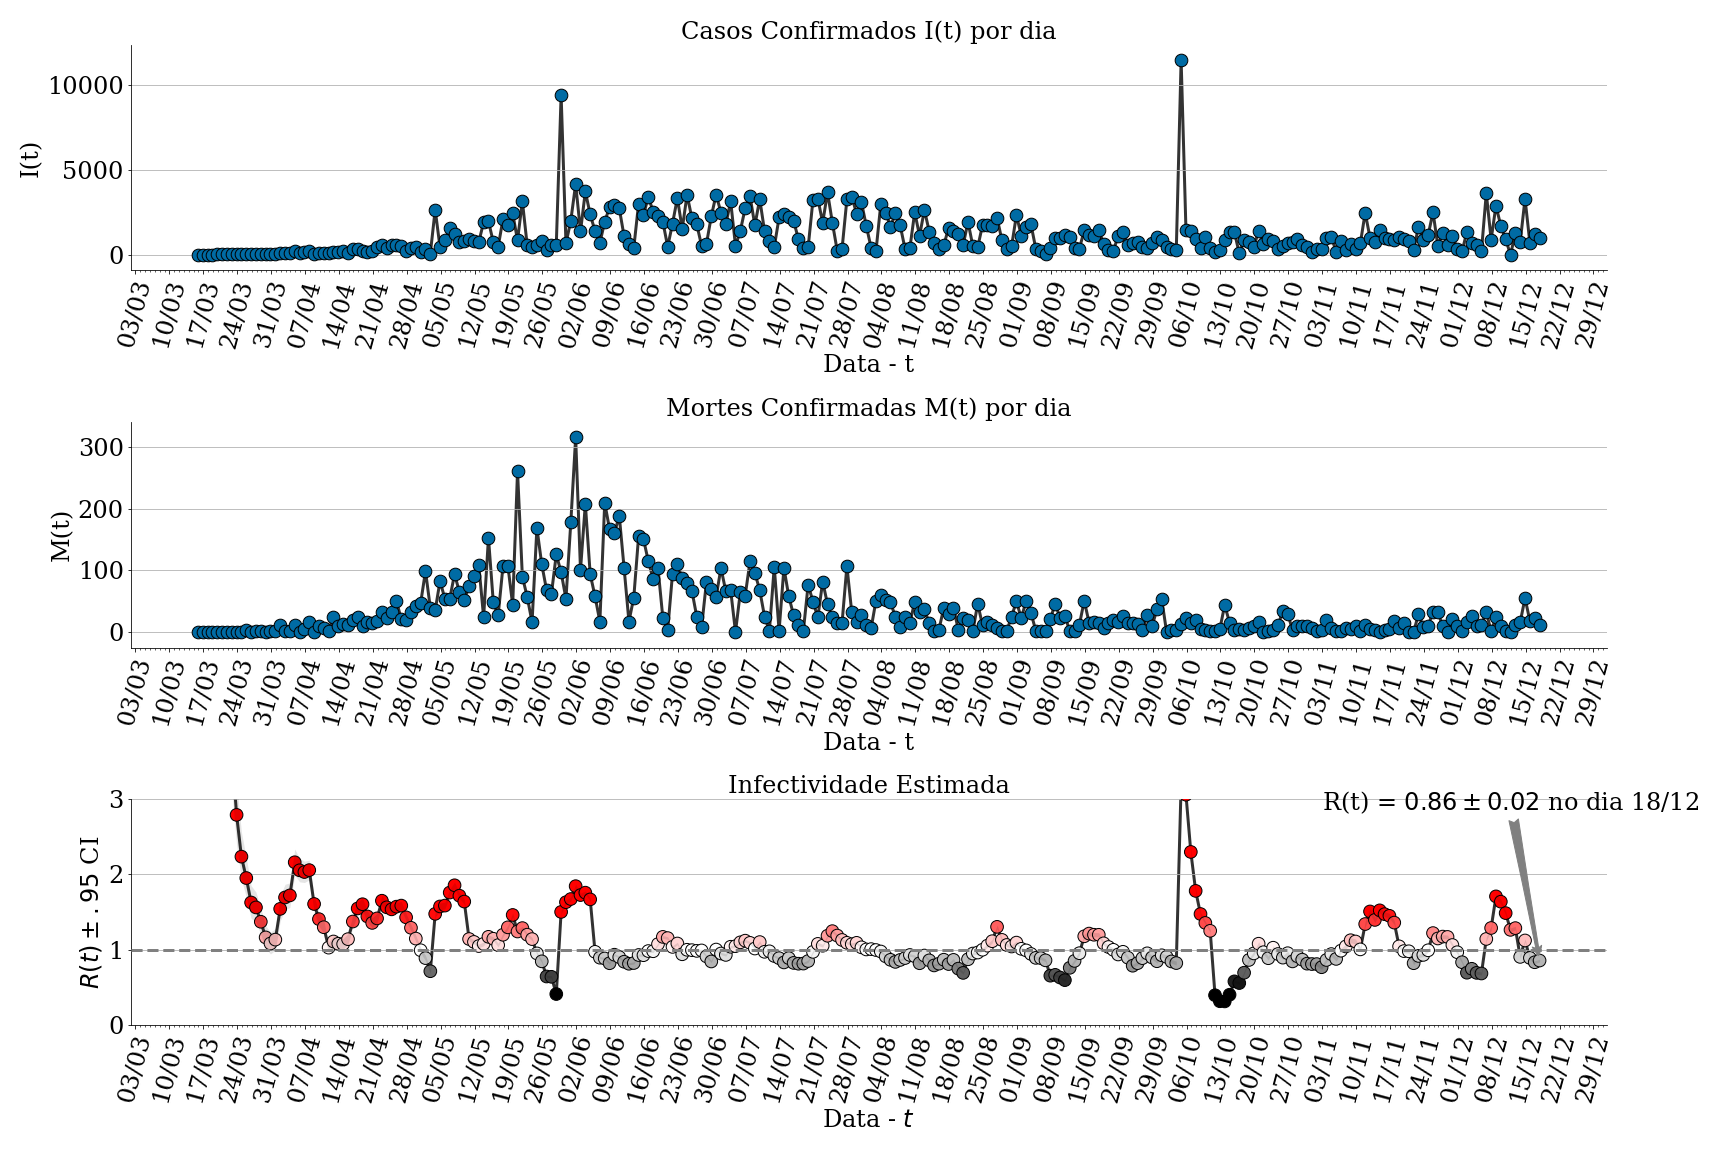 Casos Confirmados I(t) por dia
I(t)
10000
5000
0
03/03 10/03 17/03 24/03 31/03 07/04 14/04 21/04 28/04 05/05 12/05 19/05 26/05 02/06 09/06 16/06 23/06 30/06 07/07 14/07 21/07 28/07 04/08 11/08 18/08 25/08 01/09 08/09 15/09 22/09 29/09 06/10 13/10 20/10 27/10 03/11 10/11 17/11 24/11 01/12 08/12 15/12 22/12 29/12
Data - t
Mortes Confirmadas M(t) por dia
M(t)
300
200
100
0
03/03 10/03 17/03 24/03 31/03 07/04 14/04 21/04 28/04 05/05 12/05 19/05 26/05 02/06 09/06 16/06 23/06 30/06 07/07 14/07 21/07 28/07 04/08 11/08 18/08 25/08 01/09 08/09 15/09 22/09 29/09 06/10 13/10 20/10 27/10 03/11 10/11 17/11 24/11 01/12 08/12 15/12 22/12 29/12
Data - t
Infectividade Estimada
R(t) = 0.86 ± 0.02 no dia 18/12
R(t) ± .95 CI
3
2
1
0
03/03 10/03 17/03 24/03 31/03 07/04 14/04 21/04 28/04 05/05 12/05 19/05 26/05 02/06 09/06 16/06 23/06 30/06 07/07 14/07 21/07 28/07 04/08 11/08 18/08 25/08 01/09 08/09 15/09 22/09 29/09 06/10 13/10 20/10 27/10 03/11 10/11 17/11 24/11 01/12 08/12 15/12 22/12 29/12
Data - t